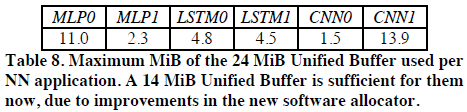 MLP0 MLP1 LSTM0 LSTM1 CNN0 CNN1
11.0 2.3 4.8 4.5 1.5 13.9
Table 8. Maximum MiB of the 24 MiB Unified Buffer used per
NN application. A 14 MiB Unified Buffer is sufficient for them
now, due to improvements in the new software allocator.